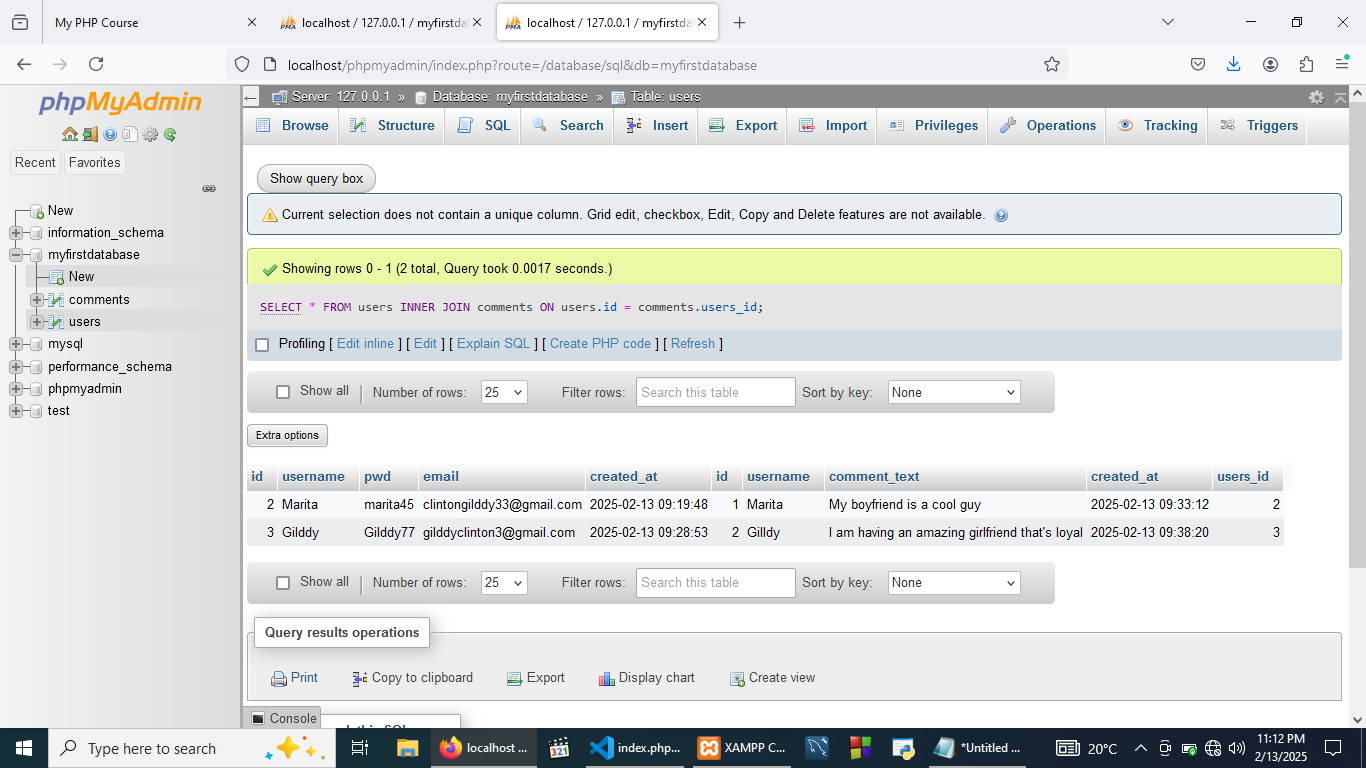 My PHP Course
localhost / 127.0.0.1 / myfirstdat
localhost / 127.0.0.1 / myfirstda
localhost/phpmyadmin/index.php?route=/database/sql&db=myfirstdatabase
phpMyAdmin
Recent Favorites
New
information_schema
myfirstdatabase
New
comments
users
mysql
performance_schema
phpmyadmin
test
Server: 127.0.0.1 » Database: myfirstdatabase » Table: users
Browse Structure SQL Search Insert Export Import Privileges Operations Tracking Triggers
Show query box
Current selection does not contain a unique column. Grid edit, checkbox, Edit, Copy and Delete features are not available.
Showing rows 0 - 1 (2 total, Query took 0.0017 seconds.)
SELECT * FROM users INNER JOIN comments ON users.id = comments.users_id;
Profiling [ Edit inline ] [ Edit ] [ Explain SQL ] [ Create PHP code ] [ Refresh ]
Show all Number of rows: 25 Filter rows: Search this table Sort by key: None
Extra options
id username pwd email created_at id username comment_text created_at users_id
2 Marita marita45 clintongilddy33@gmail.com 2025-02-13 09:19:48 1 Marita My boyfriend is a cool guy 2025-02-13 09:33:12 2
3 Gilddy Gilddy77 gilddyclinton3@gmail.com 2025-02-13 09:28:53 2 Gilldy I am having an amazing girlfriend that's loyal 2025-02-13 09:38:20 3
Show all Number of rows: 25 Filter rows: Search this table Sort by key: None
Query results operations
Print Copy to clipboard Export Display chart Create view
Console
Type here to search
localhost ...
321
index.php...
XAMPP C...
*Untitled ...
20°C
11:12 PM
2/13/2025